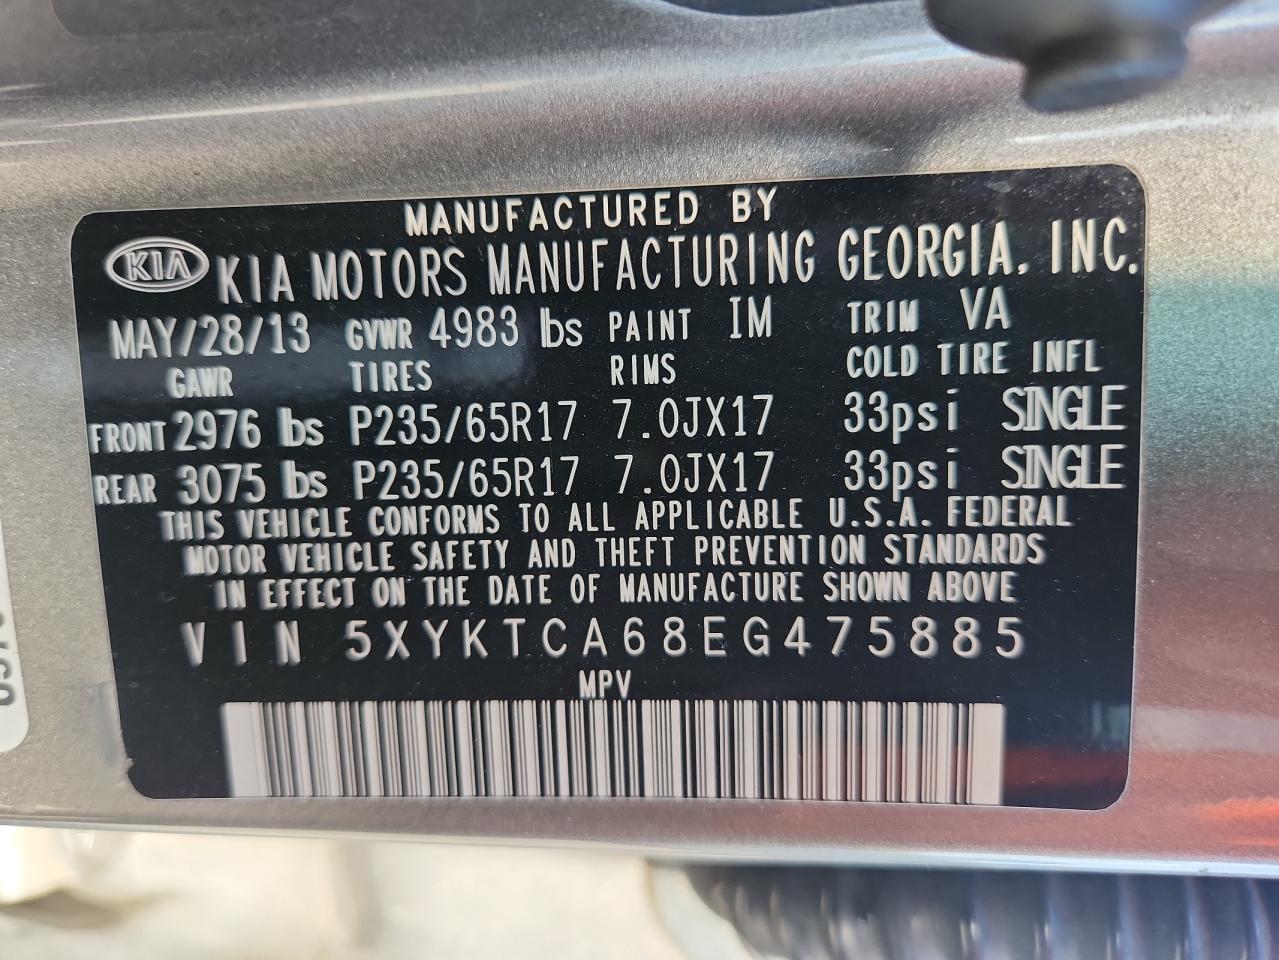 MANUFACTURED BY
KIA KIA MOTORS MANUFACTURING GEORGIA, INC.
MAY/28/13 GVWR 4983 lbs PAINT IM TRIM VA
GAWR TIRES RIMS COLD TIRE INFL
FRONT 2976 lbs P235/65R17 7.0JX17 33psi SINGLE
REAR 3075 lbs P235/65R17 7.0JX17 33psi SINGLE
THIS VEHICLE CONFORMS TO ALL APPLICABLE U.S.A. FEDERAL
MOTOR VEHICLE SAFETY AND THEFT PREVENTION STANDARDS
IN EFFECT ON THE DATE OF MANUFACTURE SHOWN ABOVE
VIN 5XYKTCA68EG475885
MPV